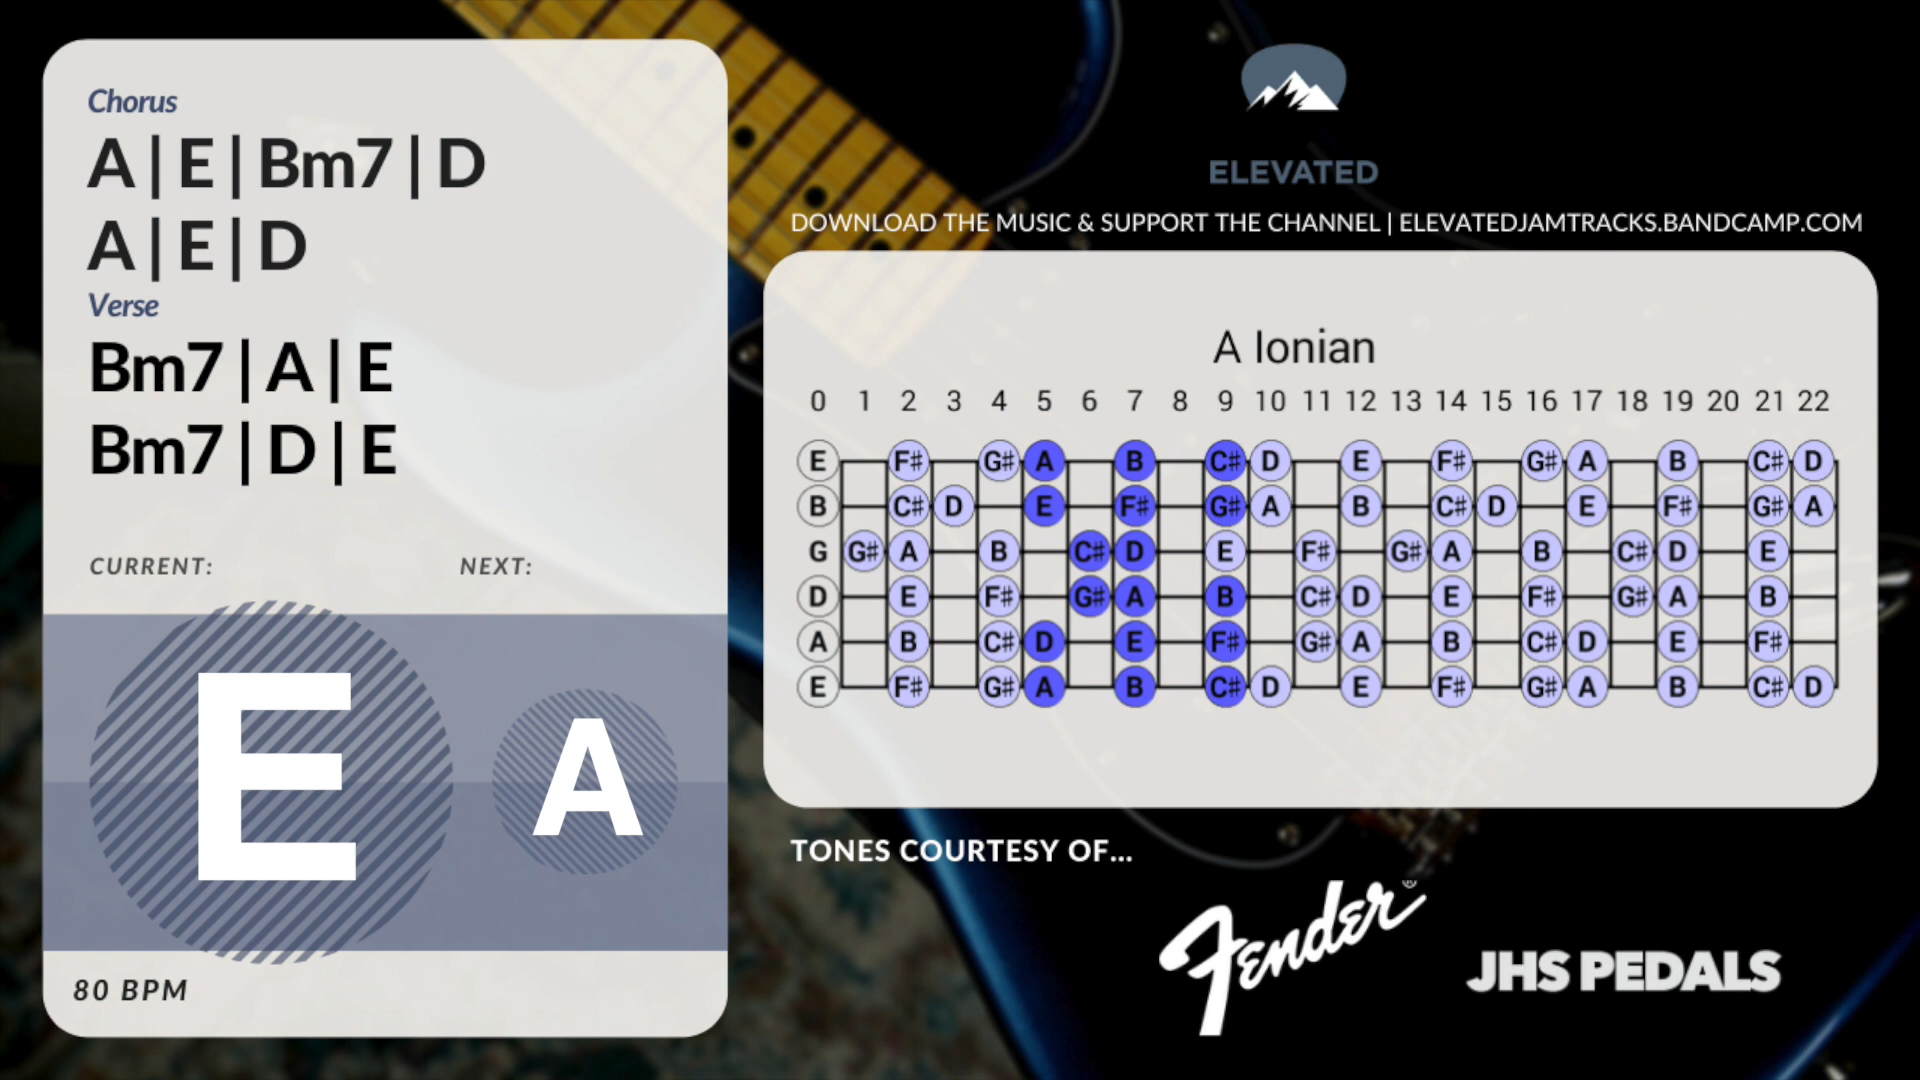 Chorus
A|E|Bm7|D
A|E|D
Verse
Bm7|A|E
Bm7|D|E
CURRENT: NEXT:
E A
80 BPM
ELEVATED
DOWNLOAD THE MUSIC & SUPPORT THE CHANNEL | ELEVATEDJAMTRACKS.BANDCAMP.COM
A Ionian
0 1 2 3 4 5 6 7 8 9 10 11 12 13 14 15 16 17 18 19 20 21 22
E F# G# A B C# D E F# G# A B C# D
B C# D E F# G# A B C# D E F# G# A
G G# A B C# D E F# G# A B C# D E
D E F# G# A B C# D E F# G# A B
A B C# D E F# G# A B C# D E F#
E F# G# A B C# D E F# G# A B C# D
TONES COURTESY OF...
Fender®
JHS PEDALS